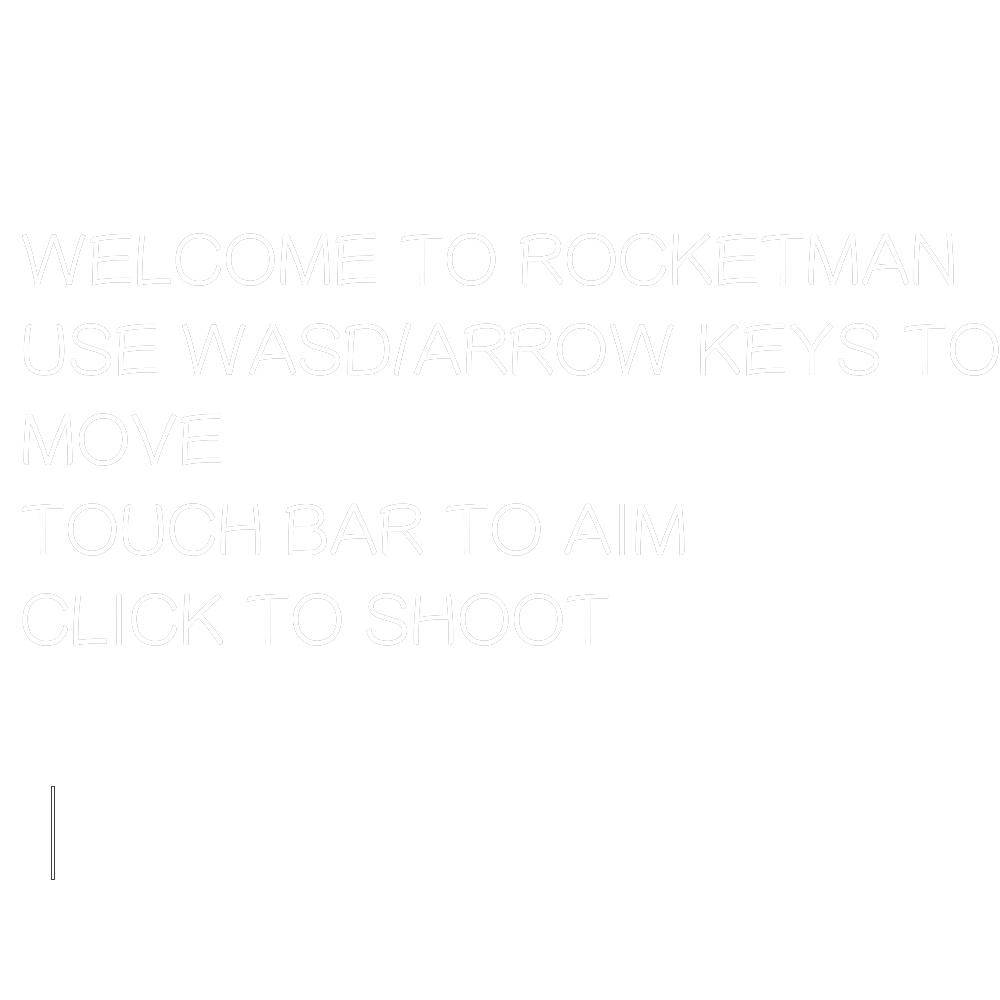 WELCOME TO ROCKETMAN
USE WASD/ARROW KEYS TO
MOVE
TOUCH BAR TO AIM
CLICK TO SHOOT